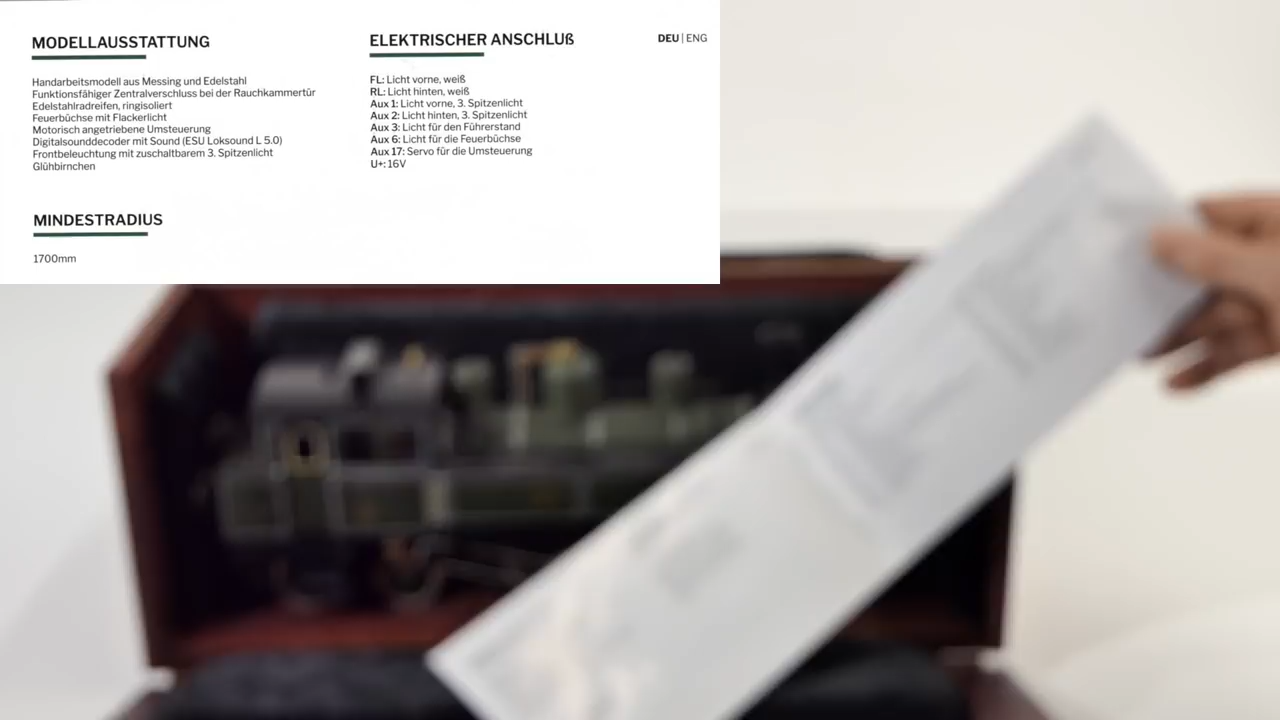 MODELLAUSSTATTUNG
Handarbeitsmodell aus Messing und Edelstahl
Funktionsfähiger Zentralverschluss bei der Rauchkammertür
Edelstahlradreifen, ringisoliert
Feuerbüchse mit Flackerlicht
Motorisch angetriebene Umsteuerung
Digitalsounddecoder mit Sound (ESU Loksound L 5.0)
Frontbeleuchtung mit zuschaltbarem 3. Spitzenlicht
Glühbirnchen
MINDESTRADIUS
1700mm
ELEKTRISCHER ANSCHLUß
FL: Licht vorne, weiß
RL: Licht hinten, weiß
Aux 1: Licht vorne, 3. Spitzenlicht
Aux 2: Licht hinten, 3. Spitzenlicht
Aux 3: Licht für den Führerstand
Aux 6: Licht für die Feuerbüchse
Aux 17: Servo für die Umsteuerung
U+: 16V
DEU | ENG